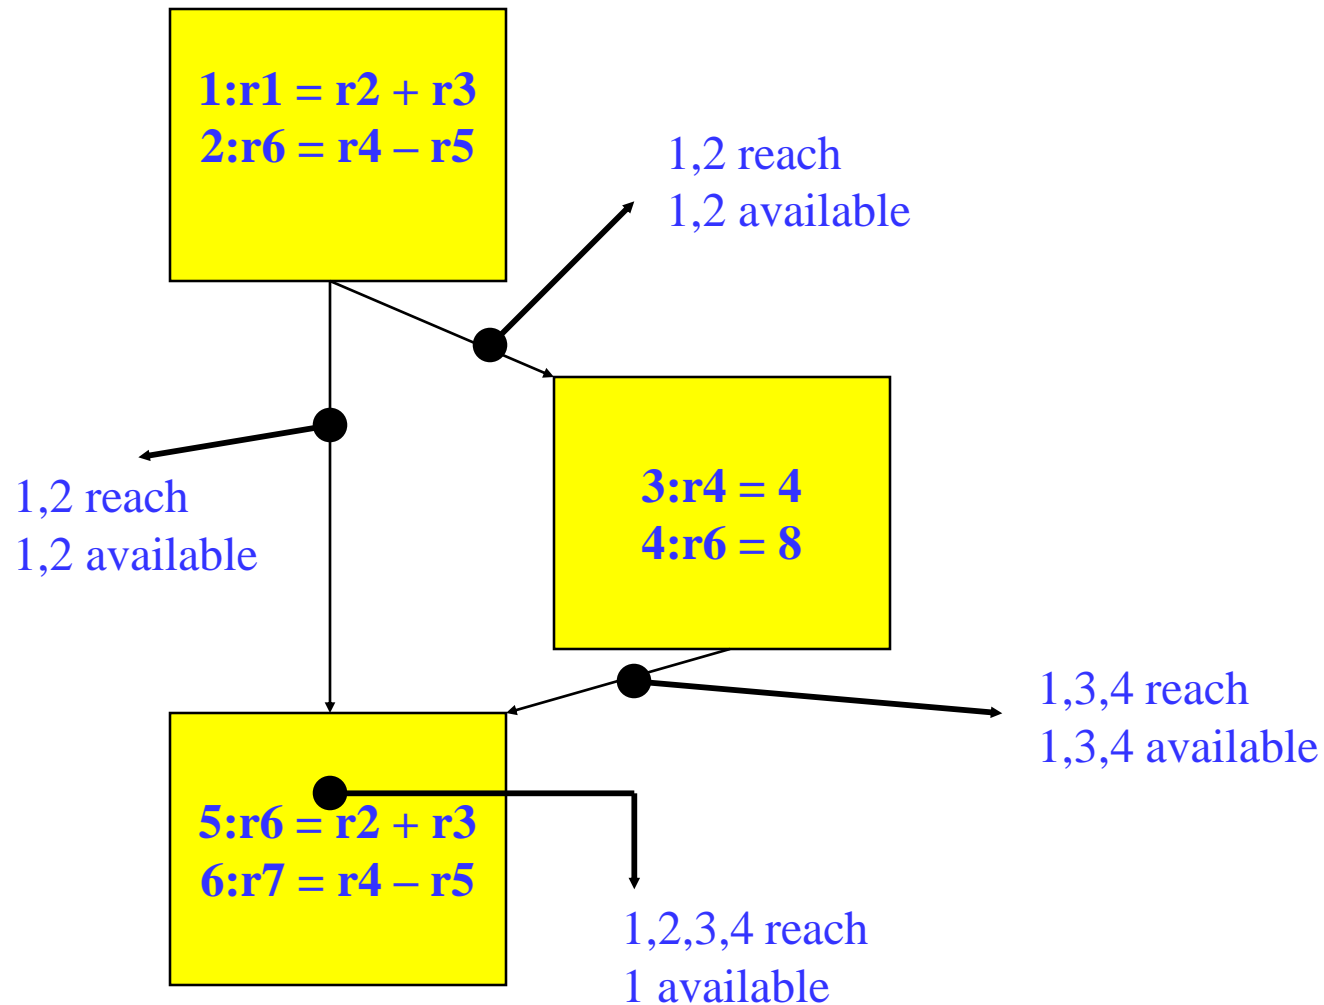 1:r1 = r2 + r3
2:r6 = r4 – r5
1,2 reach
1,2 available
1,2 reach
1,2 available
3:r4 = 4
4:r6 = 8
1,3,4 reach
1,3,4 available
5:r6 = r2 + r3
6:r7 = r4 – r5
1,2,3,4 reach
1 available